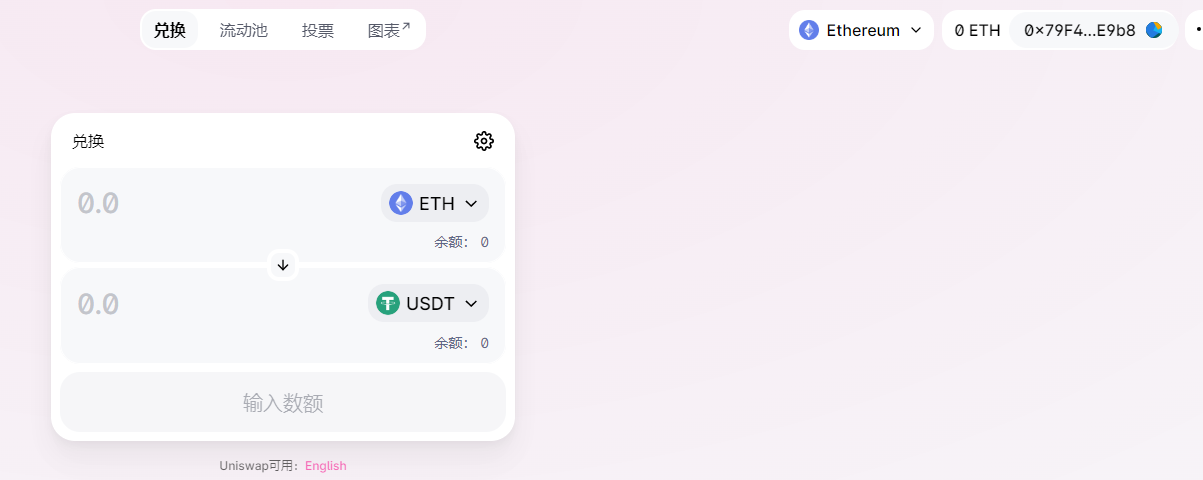 兑换 流动池 投票 图表↗ Ethereum 0 ETH 0x79F4...E9b8
兑换
0.0 ETH
余额: 0
0.0 USDT
余额: 0
输入数额
Uniswap可用: English